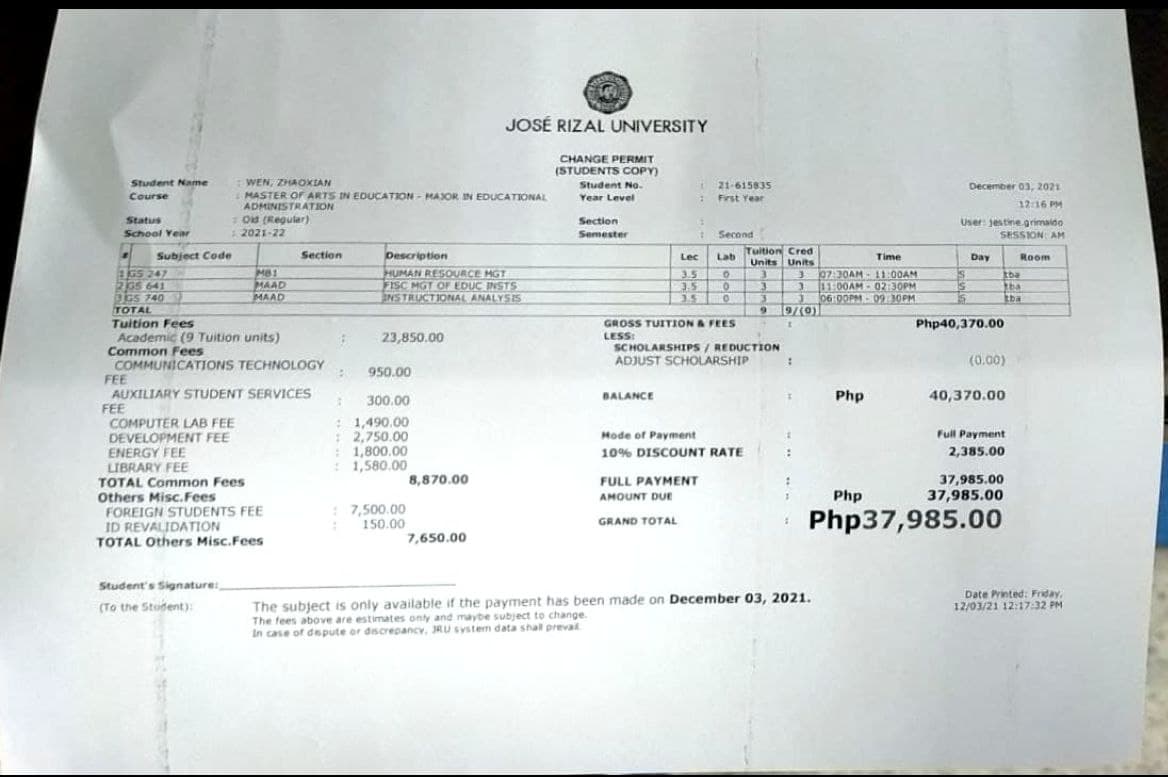 JOSÉ RIZAL UNIVERSITY
CHANGE PERMIT
(STUDENTS COPY)
Student Name : WEN, ZHAOXIAN Student No. : 21-615835 December 03, 2021
Course : MASTER OF ARTS IN EDUCATION - MAJOR IN EDUCATIONAL ADMINISTRATION Year Level : First Year 12:16 PM
Status : Old (Regular) Section : User: jestine.grimaldo
School Year : 2021-22 Semester : Second SESSION: AM
# Subject Code Section Description Lec Lab Tuition Units Cred Units Time Day Room
1 GS 247 MB1 HUMAN RESOURCE MGT 3.5 0 3 3 07:30AM - 11:00AM S tba
2 GS 641 MAAD FISC MGT OF EDUC INSTS 3.5 0 3 3 11:00AM - 02:30PM S tba
3 GS 740 MAAD INSTRUCTIONAL ANALYSIS 3.5 0 3 3 06:00PM - 09:30PM S tba
TOTAL 9 9/(0)
Tuition Fees
Academic (9 Tuition units) : 23,850.00
Common Fees
COMMUNICATIONS TECHNOLOGY
FEE : 950.00
AUXILIARY STUDENT SERVICES
FEE : 300.00
COMPUTER LAB FEE : 1,490.00
DEVELOPMENT FEE : 2,750.00
ENERGY FEE : 1,800.00
LIBRARY FEE : 1,580.00
TOTAL Common Fees 8,870.00
Others Misc.Fees
FOREIGN STUDENTS FEE : 7,500.00
ID REVALIDATION : 150.00
TOTAL Others Misc.Fees 7,650.00
GROSS TUITION & FEES : Php40,370.00
LESS:
SCHOLARSHIPS / REDUCTION
ADJUST SCHOLARSHIP : (0.00)
BALANCE : Php 40,370.00
Mode of Payment : Full Payment
10% DISCOUNT RATE : 2,385.00
FULL PAYMENT : 37,985.00
AMOUNT DUE : Php 37,985.00
GRAND TOTAL : Php37,985.00
Student's Signature:
(To the Student): The subject is only available if the payment has been made on December 03, 2021.
The fees above are estimates only and maybe subject to change.
In case of dispute or discrepancy, JRU system data shall prevail.
Date Printed: Friday,
12/03/21 12:17:32 PM